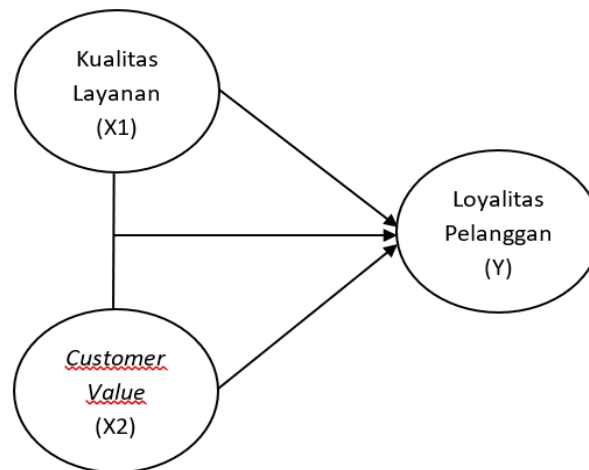 Kualitas
Layanan
(X1)
Loyalitas
Pelanggan
(Y)
Customer
Value
(X2)